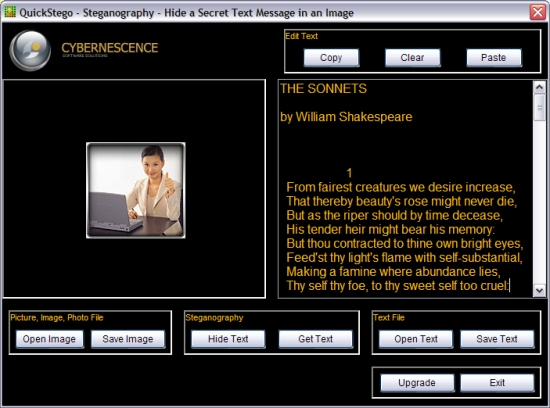 QuickStego - Steganography - Hide a Secret Text Message in an Image
CYBERNESCENCE
SOFTWARE SOLUTIONS
Edit Text
Copy Clear Paste
THE SONNETS
by William Shakespeare
1
From fairest creatures we desire increase,
That thereby beauty's rose might never die,
But as the riper should by time decease,
His tender heir might bear his memory:
But thou contracted to thine own bright eyes,
Feed'st thy light's flame with self-substantial,
Making a famine where abundance lies,
Thy self thy foe, to thy sweet self too cruel:
Picture, Image, Photo File
Open Image Save Image
Steganography
Hide Text Get Text
Text File
Open Text Save Text
Upgrade Exit